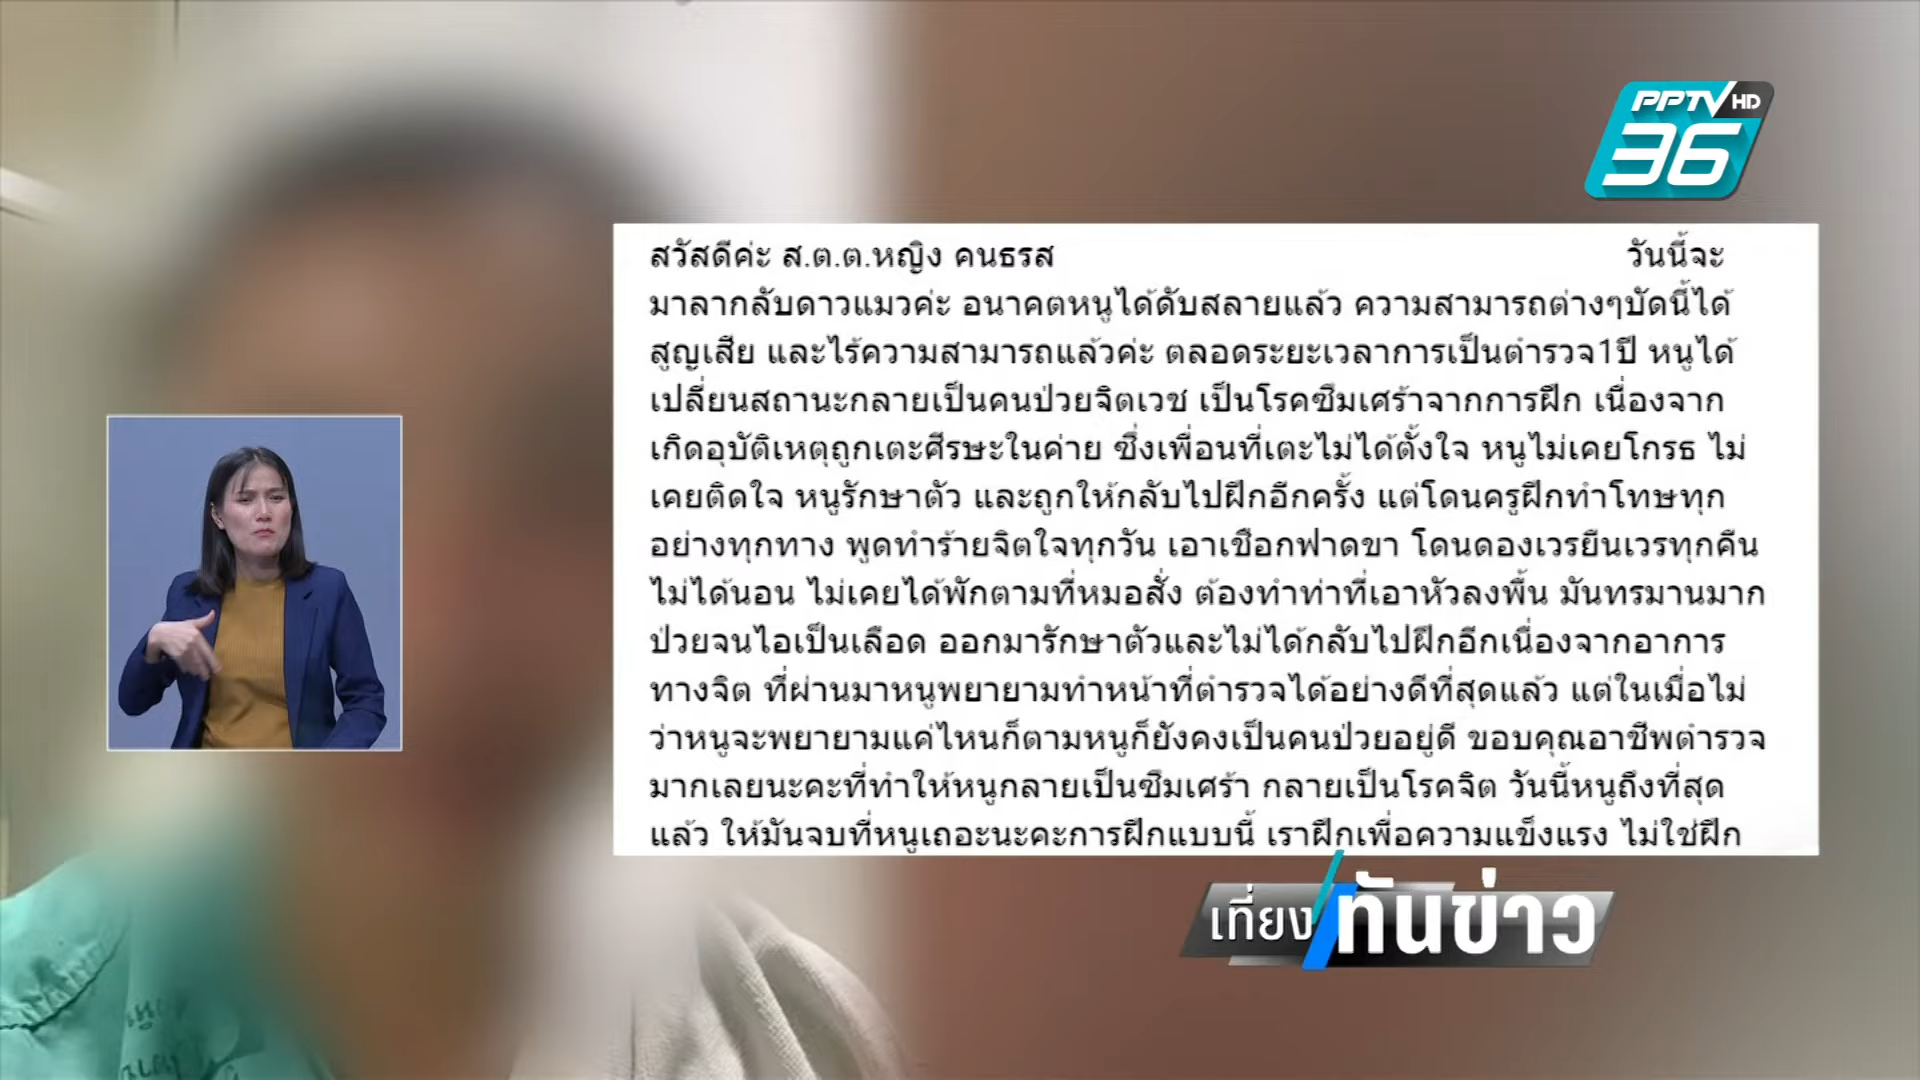 PPTV HD
36
สวัสดีค่ะ ส.ต.ต.หญิง คนธรส วันนี้จะ
มาลากลับดาวแมวค่ะ อนาคตหนูได้ดับสลายแล้ว ความสามารถต่างๆบัดนี้ได้
สูญเสีย และไร้ความสามารถแล้วค่ะ ตลอดระยะเวลาการเป็นตำรวจ1ปี หนูได้
เปลี่ยนสถานะกลายเป็นคนป่วยจิตเวช เป็นโรคซึมเศร้าจากการฝึก เนื่องจาก
เกิดอุบัติเหตุถูกเตะศีรษะในค่าย ซึ่งเพื่อนที่เตะไม่ได้ตั้งใจ หนูไม่เคยโกรธ ไม่
เคยติดใจ หนูรักษาตัว และถูกให้กลับไปฝึกอีกครั้ง แต่โดนครูฝึกทำโทษทุก
อย่างทุกทาง พูดทำร้ายจิตใจทุกวัน เอาเชือกฟาดขา โดนดองเวรยืนเวรทุกคืน
ไม่ได้นอน ไม่เคยได้พักตามที่หมอสั่ง ต้องทำท่าที่เอาหัวลงพื้น มันทรมานมาก
ป่วยจนไอเป็นเลือด ออกมารักษาตัวและไม่ได้กลับไปฝึกอีกเนื่องจากอาการ
ทางจิต ที่ผ่านมาหนูพยายามทำหน้าที่ตำรวจได้อย่างดีที่สุดแล้ว แต่ในเมื่อไม่
ว่าหนูจะพยายามแค่ไหนก็ตามหนูก็ยังคงเป็นคนป่วยอยู่ดี ขอบคุณอาชีพตำรวจ
มากเลยนะคะที่ทำให้หนูกลายเป็นซึมเศร้า กลายเป็นโรคจิต วันนี้หนูถึงที่สุด
แล้ว ให้มันจบที่หนูเถอะนะคะการฝึกแบบนี้ เราฝึกเพื่อความแข็งแรง ไม่ใช่ฝึก
เที่ยงทันข่าว